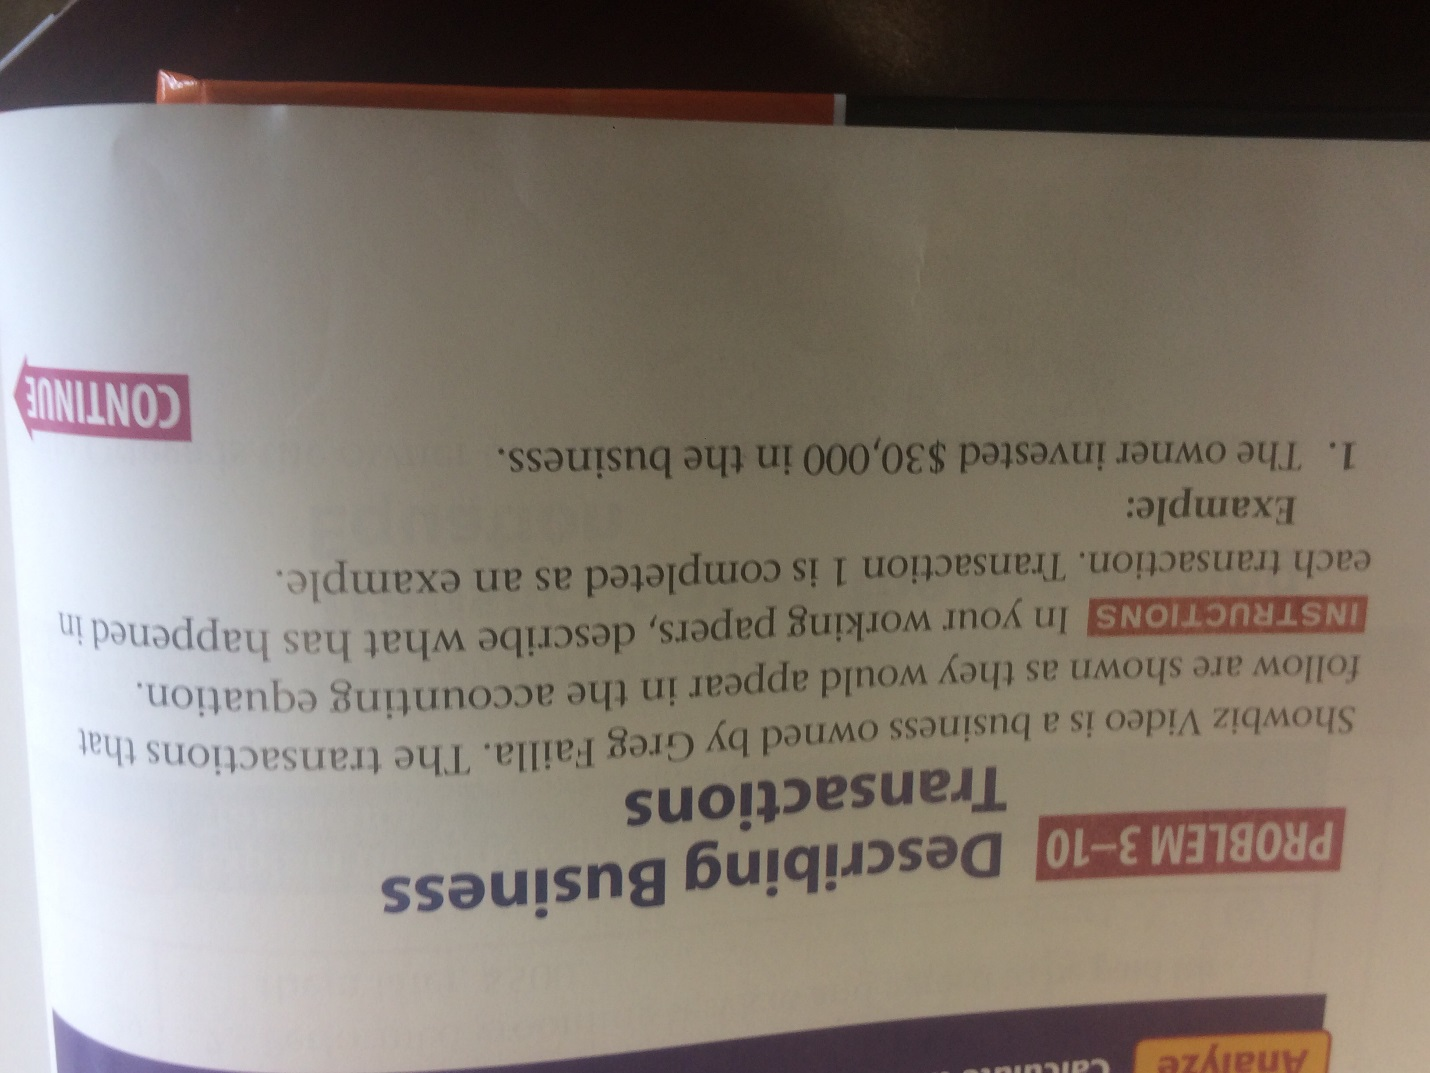 Analyze
PROBLEM 3–10 Describing Business
Transactions
Showbiz Video is a business owned by Greg Failla. The transactions that
follow are shown as they would appear in the accounting equation.
INSTRUCTIONS In your working papers, describe what has happened in
each transaction. Transaction 1 is completed as an example.
Example:
1. The owner invested $30,000 in the business.
CONTINUE